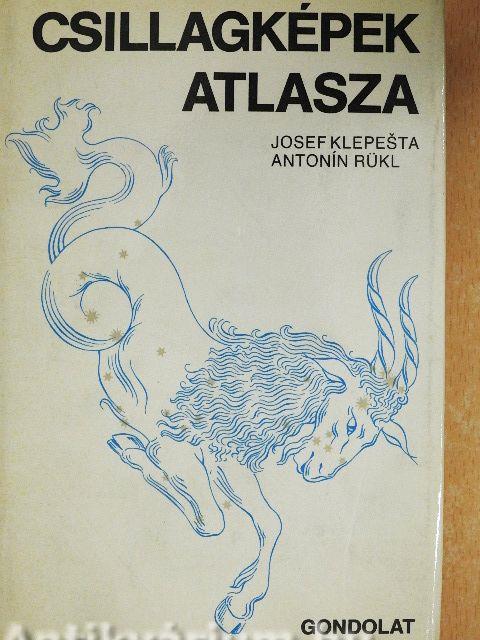 CSILLAGKÉPEK
ATLASZA
JOSEF KLEPEŠTA
ANTONÍN RÜKL
GONDOLAT